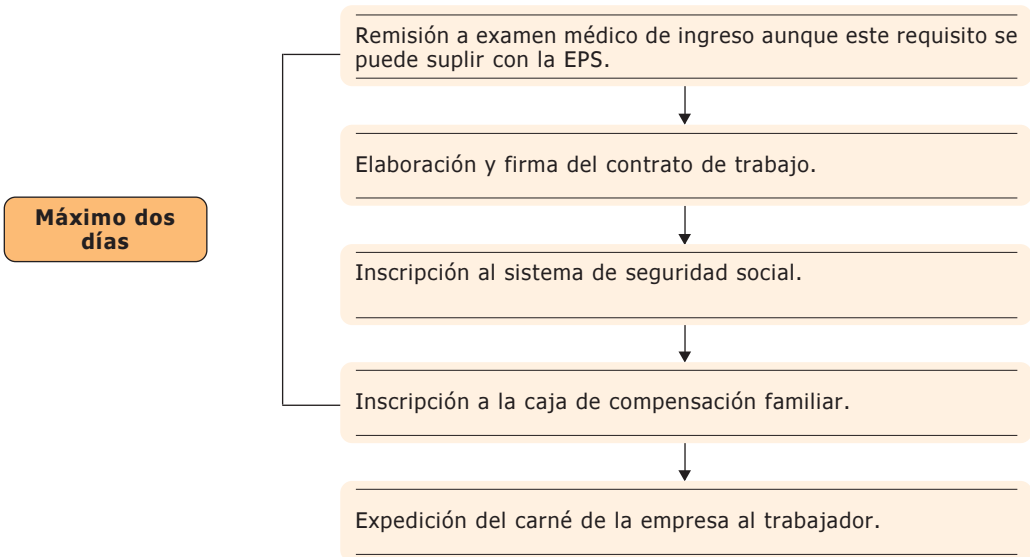 Remisión a examen médico de ingreso aunque este requisito se
puede suplir con la EPS.
Elaboración y firma del contrato de trabajo.
Máximo dos
días
Inscripción al sistema de seguridad social.
Inscripción a la caja de compensación familiar.
Expedición del carné de la empresa al trabajador.